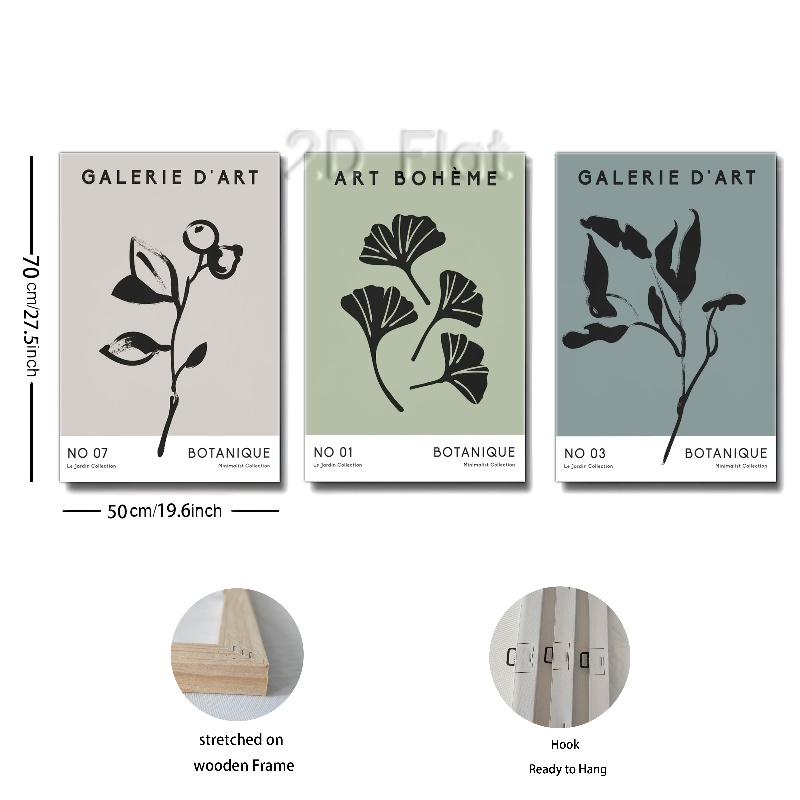 2D Flat
GALERIE D'ART
ART BOHÈME
GALERIE D'ART
70 cm/27.5inch
NO 07
BOTANIQUE
Le Jardin Collection
Minimalist Collection
NO 01
BOTANIQUE
Le Jardin Collection
Minimalist Collection
NO 03
BOTANIQUE
Le Jardin Collection
Minimalist Collection
50cm/19.6inch
stretched on
wooden Frame
Hook
Ready to Hang